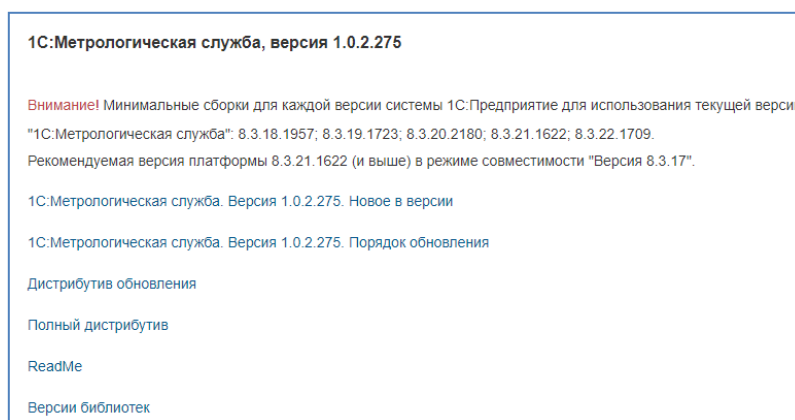 1С:Метрологическая служба, версия 1.0.2.275
Внимание! Минимальные сборки для каждой версии системы 1С:Предприятие для использования текущей
"1С:Метрологическая служба": 8.3.18.1957; 8.3.19.1723; 8.3.20.2180; 8.3.21.1622; 8.3.22.1709.
Рекомендуемая версия платформы 8.3.21.1622 (и выше) в режиме совместимости "Версия 8.3.17".
1С:Метрологическая служба. Версия 1.0.2.275. Новое в версии
1С:Метрологическая служба. Версия 1.0.2.275. Порядок обновления
Дистрибутив обновления
Полный дистрибутив
ReadMe
Версии библиотек